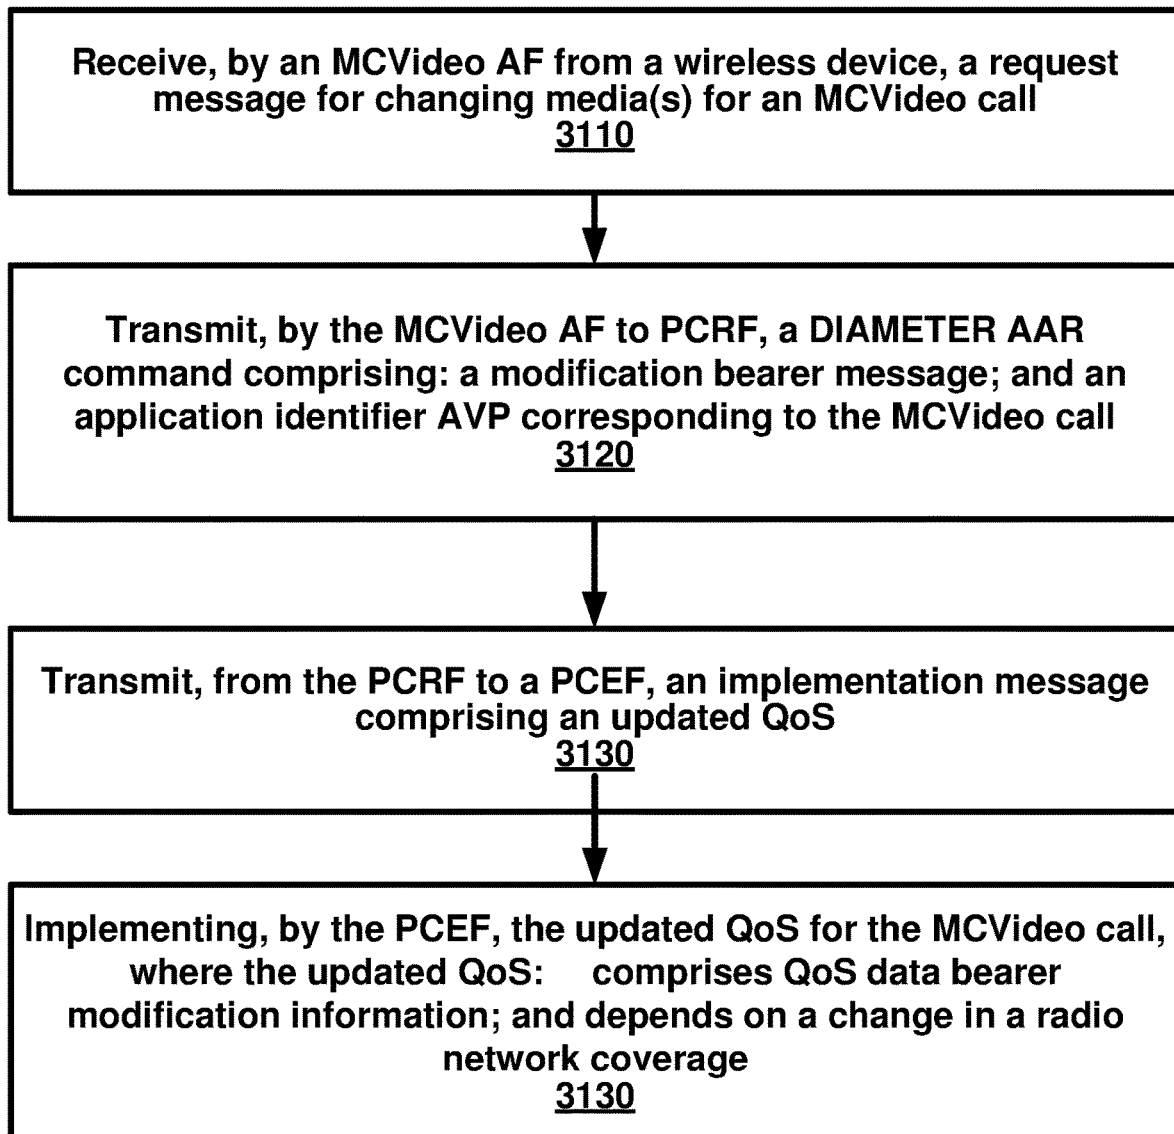 Receive, by an MCVideo AF from a wireless device, a request
message for changing media(s) for an MCVideo call
3110
Transmit, by the MCVideo AF to PCRF, a DIAMETER AAR
command comprising: a modification bearer message; and an
application identifier AVP corresponding to the MCVideo call
3120
Transmit, from the PCRF to a PCEF, an implementation message
comprising an updated QoS
3130
Implementing, by the PCEF, the updated QoS for the MCVideo call,
where the updated QoS: comprises QoS data bearer
modification information; and depends on a change in a radio
network coverage
3130